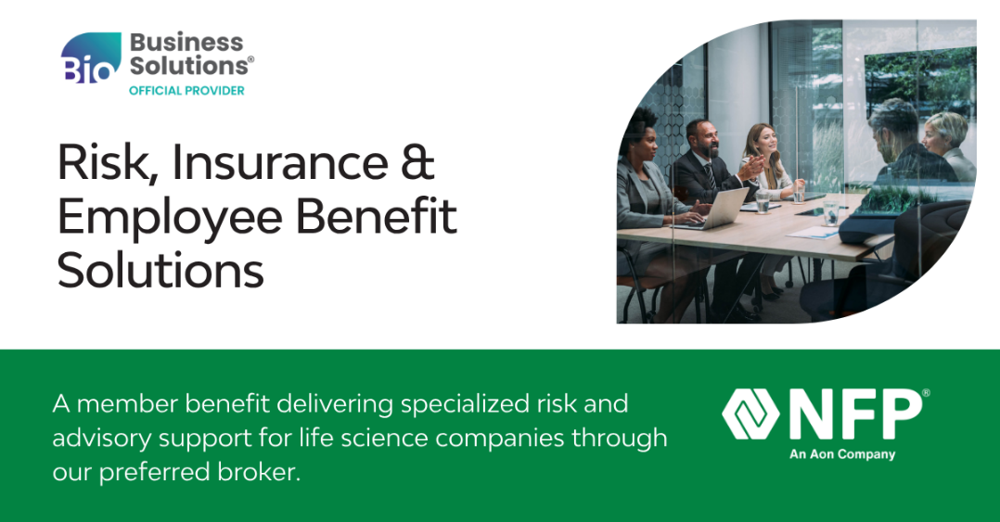 Bio
Business
Solutions®
OFFICIAL PROVIDER
Risk, Insurance &
Employee Benefit
Solutions
A member benefit delivering specialized risk and
advisory support for life science companies through
our preferred broker.
NFP®
An Aon Company